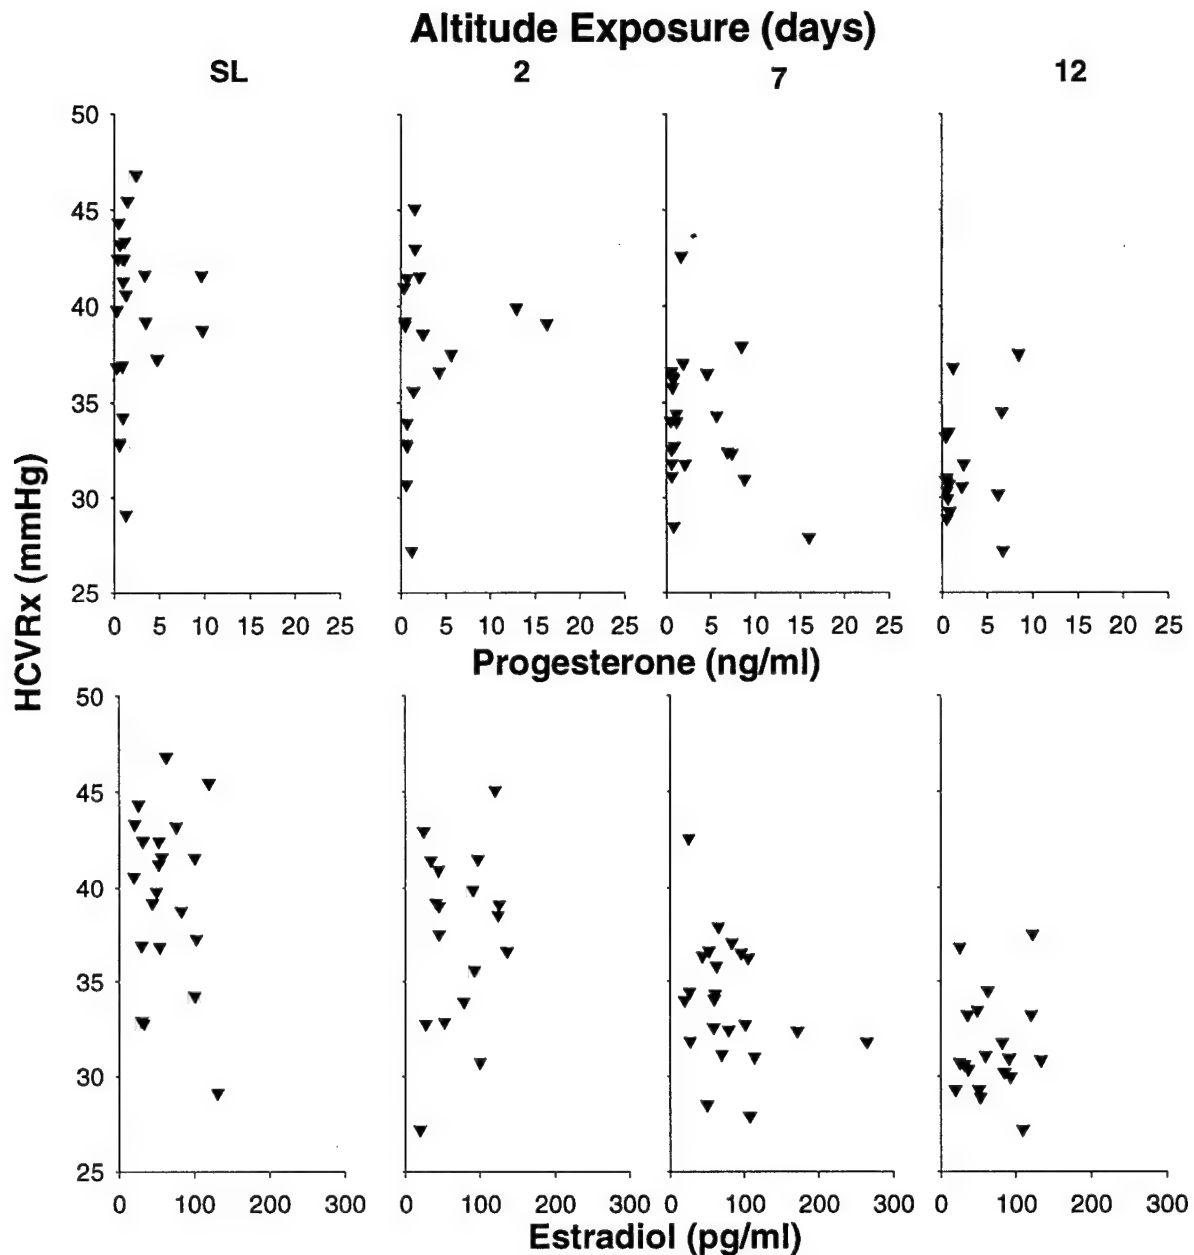 Altitude Exposure (days)
SL 2 7 12
HCVRx (mmHg)
50
45
40
35
30
25
0 5 10 15 20 25 0 5 10 15 20 25 0 5 10 15 20 25 0 5 10 15 20 25
Progesterone (ng/ml)
50
45
40
35
30
25
0 100 200 300 0 100 200 300 0 100 200 300 0 100 200 300
Estradiol (pg/ml)